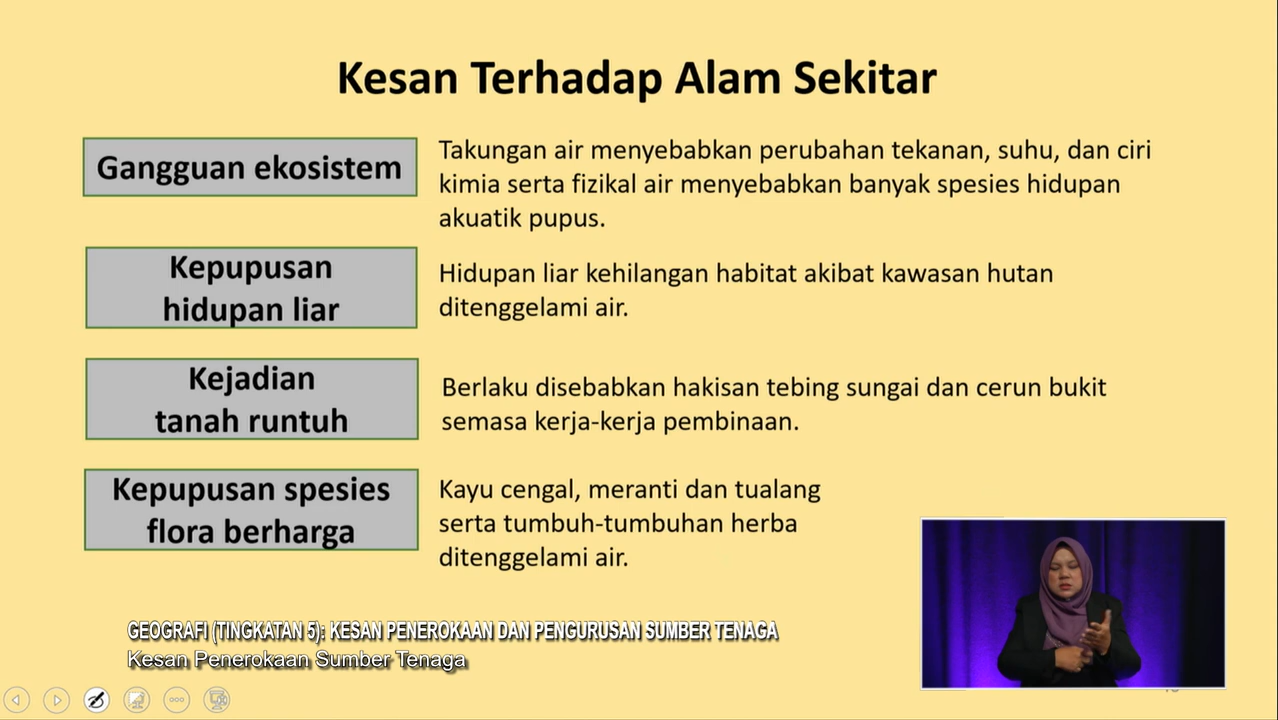 Kesan Terhadap Alam Sekitar
Gangguan ekosistem
Takungan air menyebabkan perubahan tekanan, suhu, dan ciri
kimia serta fizikal air menyebabkan banyak spesies hidupan
akuatik pupus.
Kepupusan
hidupan liar
Hidupan liar kehilangan habitat akibat kawasan hutan
ditenggelami air.
Kejadian
tanah runtuh
Berlaku disebabkan hakisan tebing sungai dan cerun bukit
semasa kerja-kerja pembinaan.
Kepupusan spesies
flora berharga
Kayu cengal, meranti dan tualang
serta tumbuh-tumbuhan herba
ditenggelami air.
GEOGRAFI (TINGKATAN 5): KESAN PENEROKAAN DAN PENGURUSAN SUMBER TENAGA
Kesan Penerokaan Sumber Tenaga